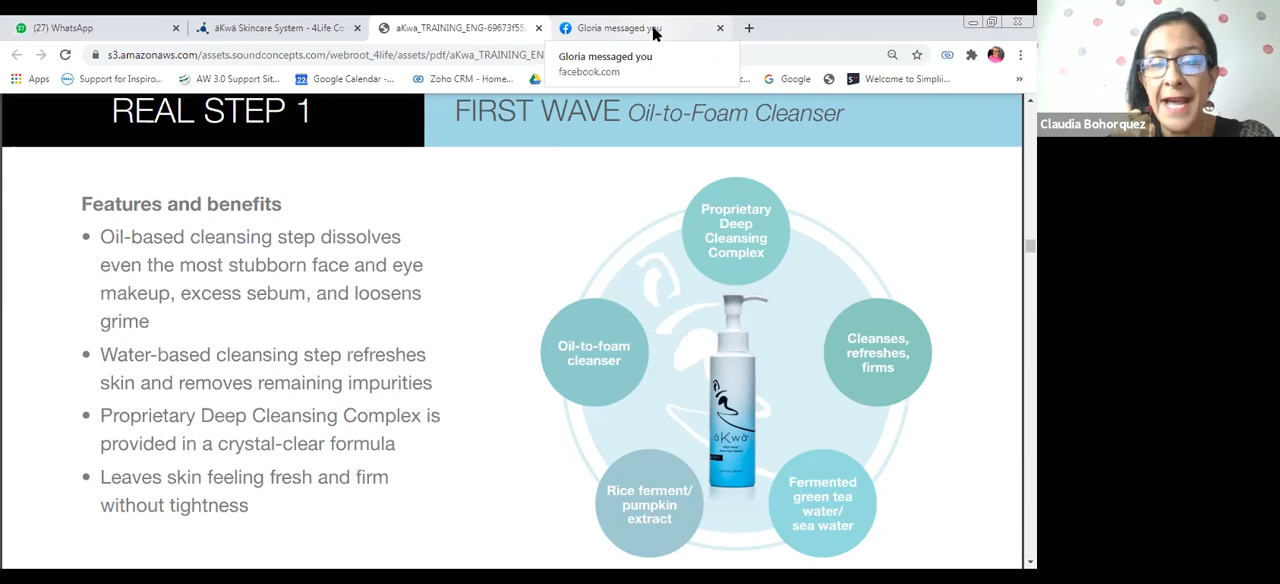 (27) WhatsApp
äKwä Skincare System - 4Life Co
aKwa_TRAINING_ENG-69673f55
Gloria messaged you
s3.amazonaws.com/assets.soundconcepts.com/webroot_4life/assets/pdf/aKwa_TRAINING_EN
Gloria messaged you
facebook.com
Apps
Support for Inspiro...
AW 3.0 Support Sit...
Google Calendar...
Zoho CRM - Home...
Google
Welcome to Simplii...
»
Claudia Bohorquez
REAL STEP 1
FIRST WAVE Oil-to-Foam Cleanser
Features and benefits
• Oil-based cleansing step dissolves
even the most stubborn face and eye
makeup, excess sebum, and loosens
grime
• Water-based cleansing step refreshes
skin and removes remaining impurities
• Proprietary Deep Cleansing Complex is
provided in a crystal-clear formula
• Leaves skin feeling fresh and firm
without tightness
Proprietary
Deep
Cleansing
Complex
Oil-to-foam
cleanser
Cleanses,
refreshes,
firms
äKwä
Rice ferment/
pumpkin
extract
Fermented
green tea
water/
sea water